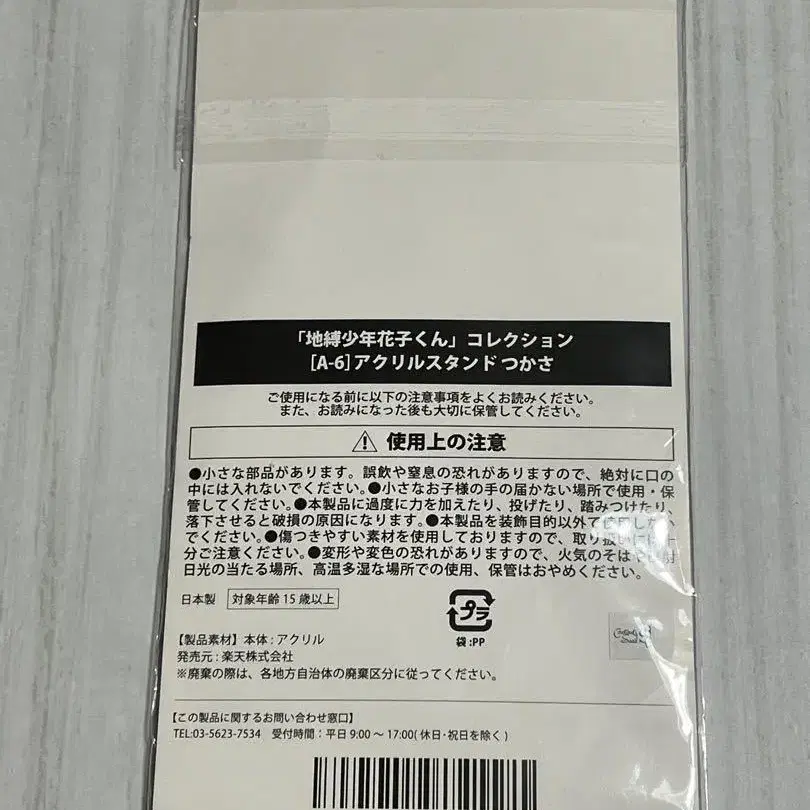 「地縛少年花子くん」コレクション
[A-6]アクリルスタンド つかさ
ご使用になる前に以下の注意事項をよくお読みください。
また、お読みになった後も大切に保管してください。
使用上の注意
●小さな部品があります。誤飲や窒息の恐れがありますので、絶対に口の
中には入れないでください。●小さなお子様の手の届かない場所で使用・保
管してください。●本製品に過度に力を加えたり、投げたり、踏みつけたり、
落下させると破損の原因になります。●本製品を装飾目的以外で
でください。●傷つきやすい素材を使用しておりますので、取り扱いには十
分ご注意ください。●変形や変色の恐れがありますので、火気のそばや
日光の当たる場所、高温多湿な場所での使用、保管はおやめください。
日本製 対象年齢15歳以上
プラ
袋:PP
【製品素材】本体:アクリル
発売元:楽天株式会社
※廃棄の際は、各地方自治体の廃棄区分に従ってください。
【この製品に関するお問い合わせ窓口】
TEL:03-5623-7534 受付時間:平日9:00～17:00(休日・祝日を除く)